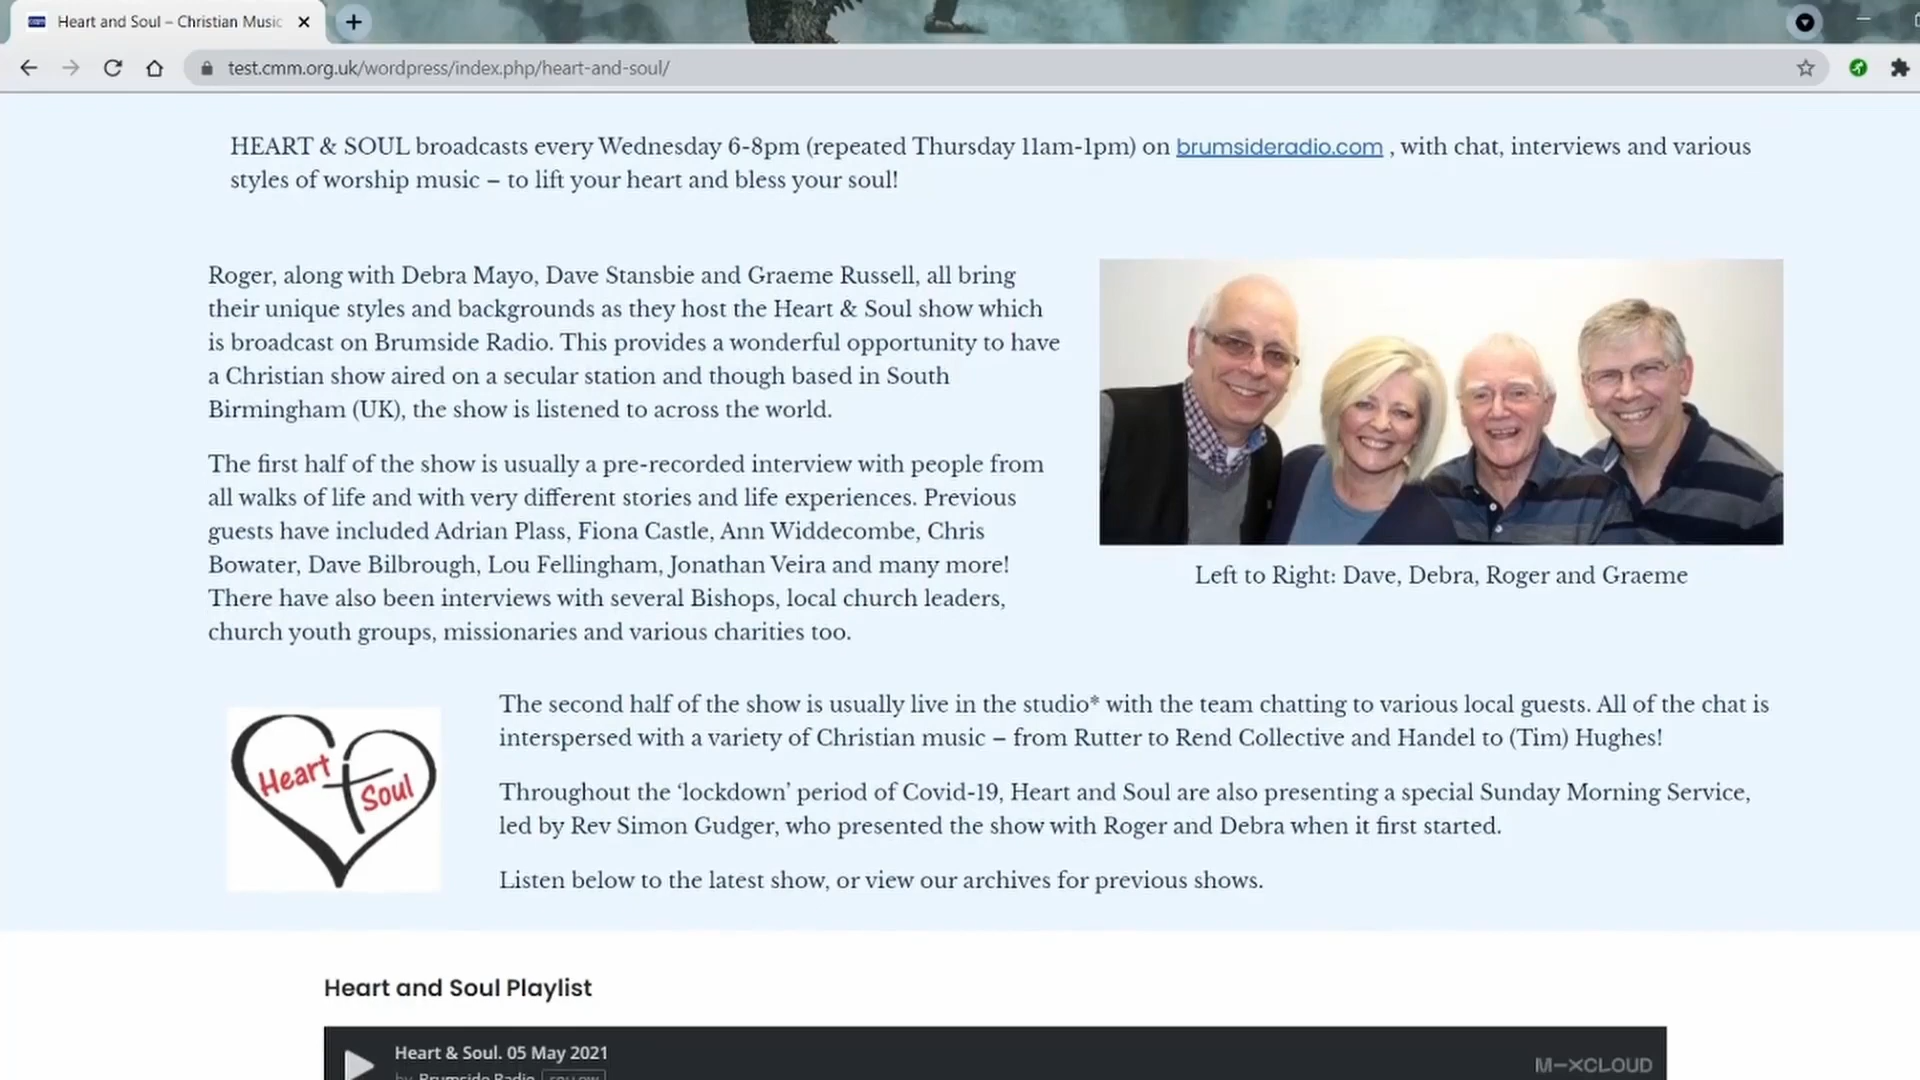 Heart and Soul – Christian Music
test.cmm.org.uk/wordpress/index.php/heart-and-soul/
HEART & SOUL broadcasts every Wednesday 6-8pm (repeated Thursday 11am-1pm) on brumsideradio.com , with chat, interviews and various
styles of worship music – to lift your heart and bless your soul!
Roger, along with Debra Mayo, Dave Stansbie and Graeme Russell, all bring
their unique styles and backgrounds as they host the Heart & Soul show which
is broadcast on Brumside Radio. This provides a wonderful opportunity to have
a Christian show aired on a secular station and though based in South
Birmingham (UK), the show is listened to across the world.
The first half of the show is usually a pre-recorded interview with people from
all walks of life and with very different stories and life experiences. Previous
guests have included Adrian Plass, Fiona Castle, Ann Widdecombe, Chris
Bowater, Dave Bilbrough, Lou Fellingham, Jonathan Veira and many more!
There have also been interviews with several Bishops, local church leaders,
church youth groups, missionaries and various charities too.
Left to Right: Dave, Debra, Roger and Graeme
Heart
Soul
The second half of the show is usually live in the studio* with the team chatting to various local guests. All of the chat is
interspersed with a variety of Christian music – from Rutter to Rend Collective and Handel to (Tim) Hughes!
Throughout the ‘lockdown’ period of Covid-19, Heart and Soul are also presenting a special Sunday Morning Service,
led by Rev Simon Gudger, who presented the show with Roger and Debra when it first started.
Listen below to the latest show, or view our archives for previous shows.
Heart and Soul Playlist
Heart & Soul. 05 May 2021
by Brumside Radio FOLLOW
M–XCLOUD